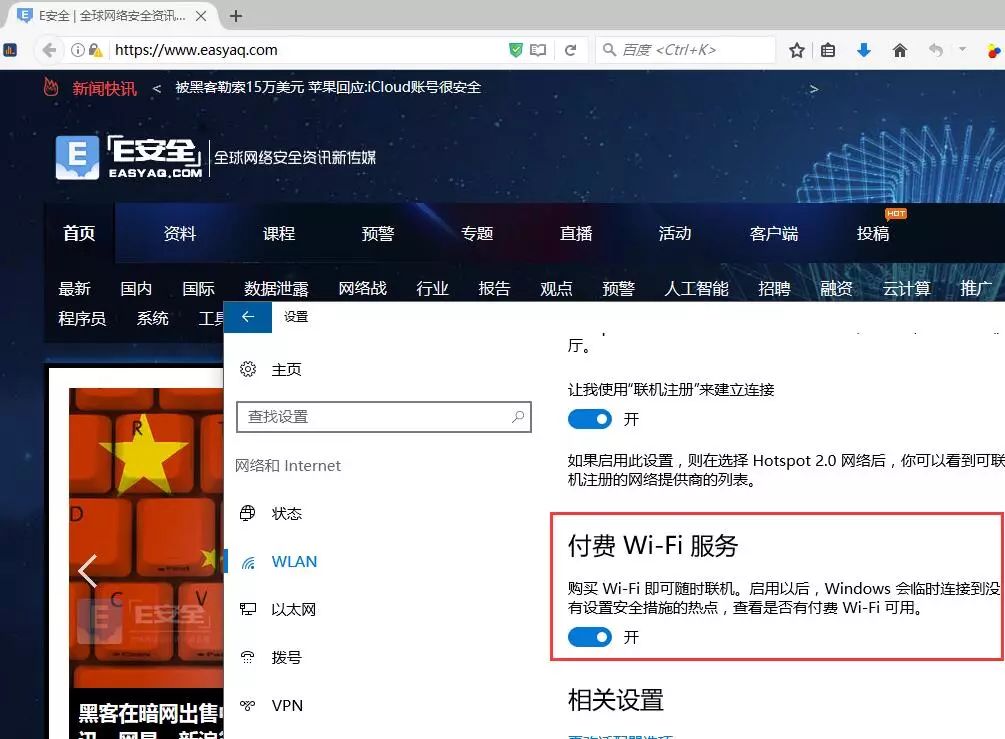 E安全 | 全球网络安全资讯...
https://www.easyaq.com
百度 <Ctrl+K>
新闻快讯 < 被黑客勒索15万美元 苹果回应:iCloud账号很安全 >
E 「E安全」 全球网络安全资讯新传媒
EASYAQ.COM
HOT
首页 资料 课程 预警 专题 直播 活动 客户端 投稿
最新 国内 国际 数据泄露 网络战 行业 报告 观点 预警 人工智能 招聘 融资 云计算 推广
程序员 系统
设置
厅。
主页
让我使用“联机注册”来建立连接
查找设置
开
网络和 Internet
如果启用此设置，则在选择 Hotspot 2.0 网络后，你可以看到可联
机注册的网络提供商的列表。
状态
付费 Wi-Fi 服务
WLAN
购买 Wi-Fi 即可随时联机。启用以后，Windows 会临时连接到没
有设置安全措施的热点，查看是否有付费 Wi-Fi 可用。
以太网
开
拨号
相关设置
VPN
R
D
C V
E安全
黑客在暗网出售